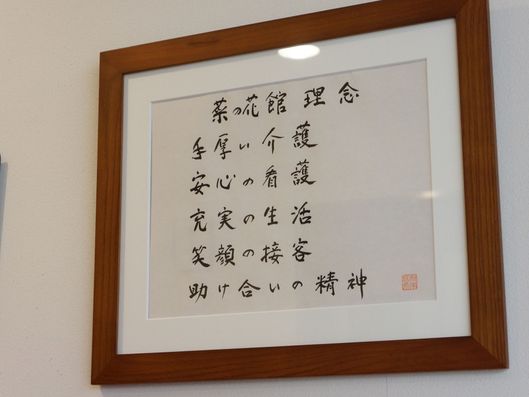 菜の花館 理念
手厚い介護
安心の看護
充実の生活
笑顔の接客
助け合いの精神